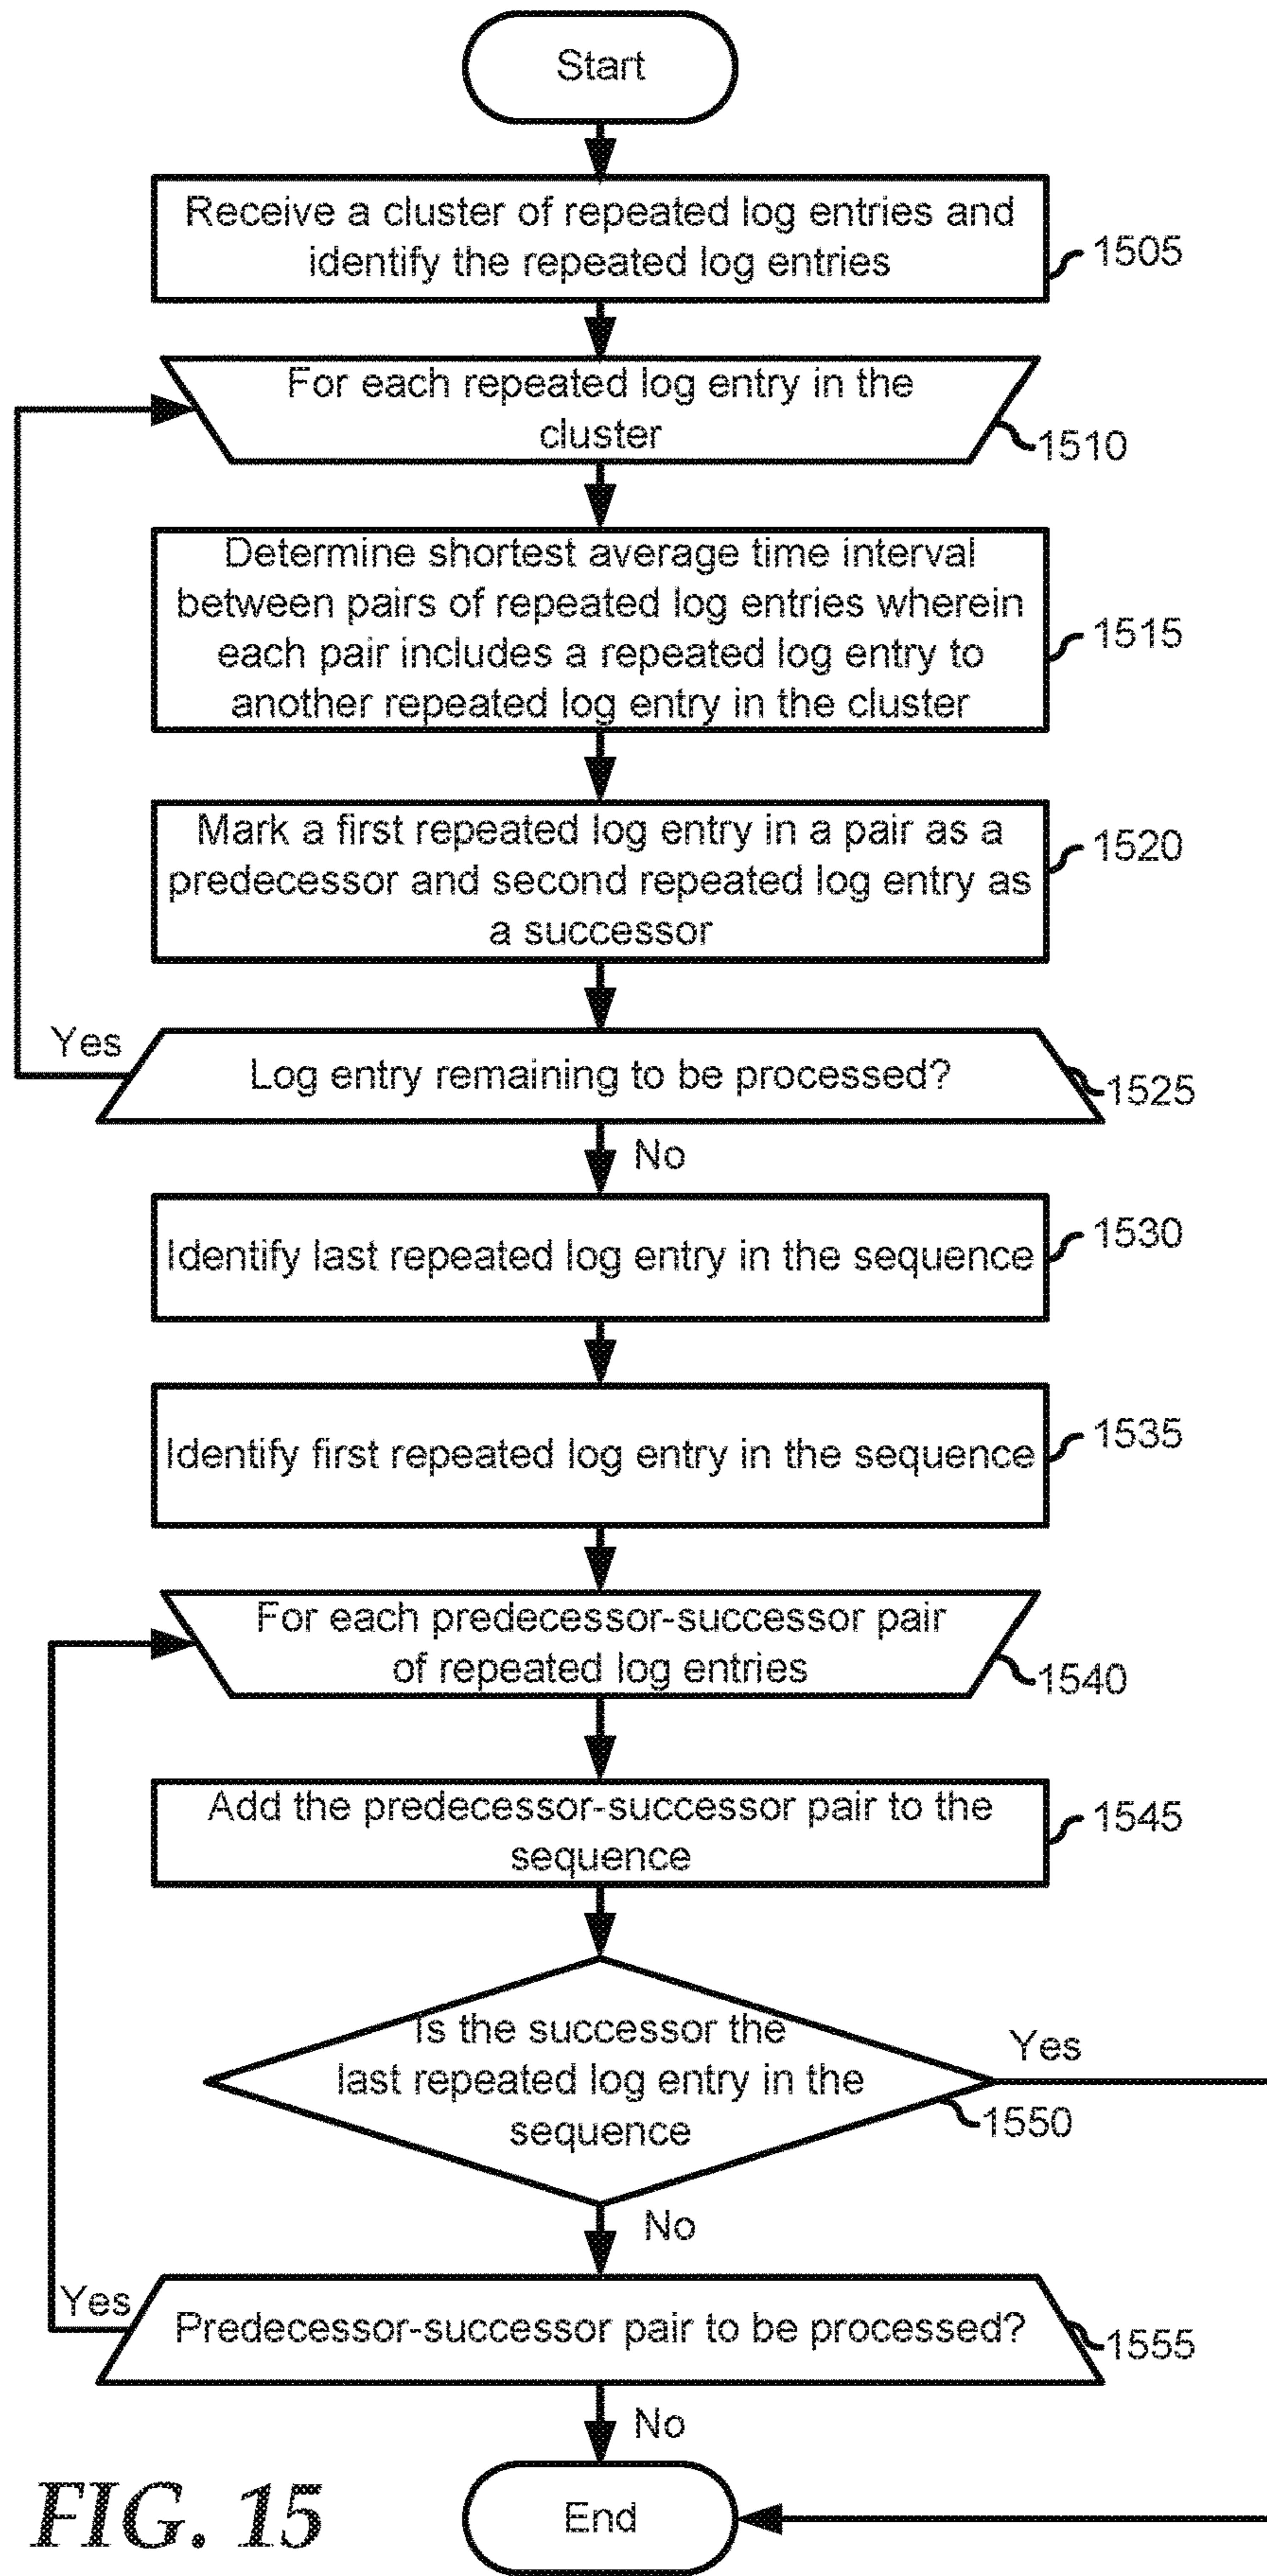 Start
Receive a cluster of repeated log entries and
identify the repeated log entries
1505
For each repeated log entry in the
cluster
1510
Determine shortest average time interval
between pairs of repeated log entries wherein
each pair includes a repeated log entry to
another repeated log entry in the cluster
1515
Mark a first repeated log entry in a pair as a
predecessor and second repeated log entry as
a successor
1520
Yes
Log entry remaining to be processed?
1525
No
Identify last repeated log entry in the sequence
1530
Identify first repeated log entry in the sequence
1535
For each predecessor-successor pair
of repeated log entries
1540
Add the predecessor-successor pair to the
sequence
1545
Is the successor the
last repeated log entry in the
sequence
Yes
1550
No
Yes
Predecessor-successor pair to be processed?
1555
No
End
FIG. 15